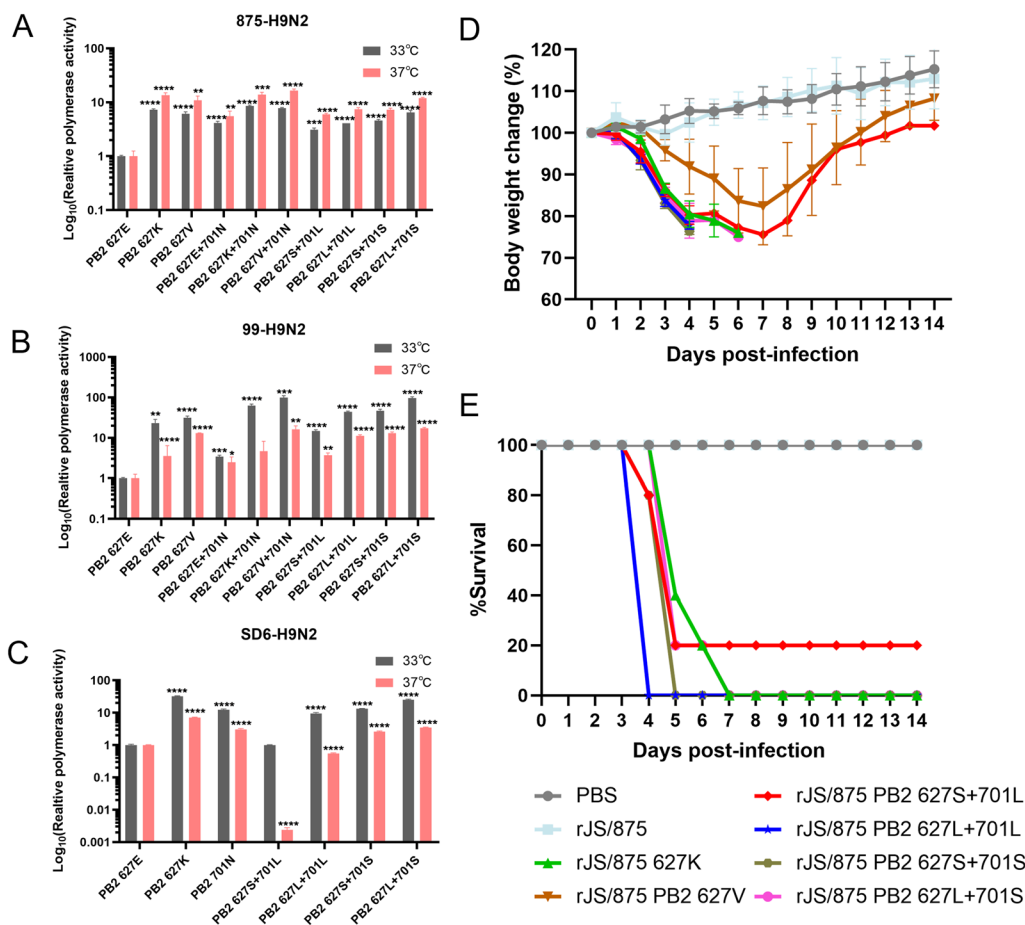 A
875-H9N2
33℃
37℃
Log10(Realtive polymerase activity)
100
10
1
0.1
**** **** **** ** **** ** **** *** **** **** *** **** **** **** **** **** **** ****
PB2 627E
PB2 627K
PB2 627V
PB2 627E+701N
PB2 627K+701N
PB2 627V+701N
PB2 627S+701L
PB2 627L+701L
PB2 627S+701S
PB2 627L+701S
B
99-H9N2
33℃
37℃
Log10(Realtive polymerase activity)
1000
100
10
1
0.1
** **** **** **** *** * **** *** ** **** ** **** **** **** **** **** ****
PB2 627E
PB2 627K
PB2 627V
PB2 627E+701N
PB2 627K+701N
PB2 627V+701N
PB2 627S+701L
PB2 627L+701L
PB2 627S+701S
PB2 627L+701S
C
SD6-H9N2
33℃
37℃
Log10(Realtive polymerase activity)
100
10
1
0.1
0.01
0.001
**** **** **** **** **** **** **** **** **** **** ****
PB2 627E
PB2 627K
PB2 701N
PB2 627S+701L
PB2 627L+701L
PB2 627S+701S
PB2 627L+701S
D
Body weight change (%)
120
110
100
90
80
70
60
0 1 2 3 4 5 6 7 8 9 10 11 12 13 14
Days post-infection
E
%Survival
100
80
60
40
20
0
0 1 2 3 4 5 6 7 8 9 10 11 12 13 14
Days post-infection
PBS
rJS/875
rJS/875 627K
rJS/875 PB2 627V
rJS/875 PB2 627S+701L
rJS/875 PB2 627L+701L
rJS/875 PB2 627S+701S
rJS/875 PB2 627L+701S